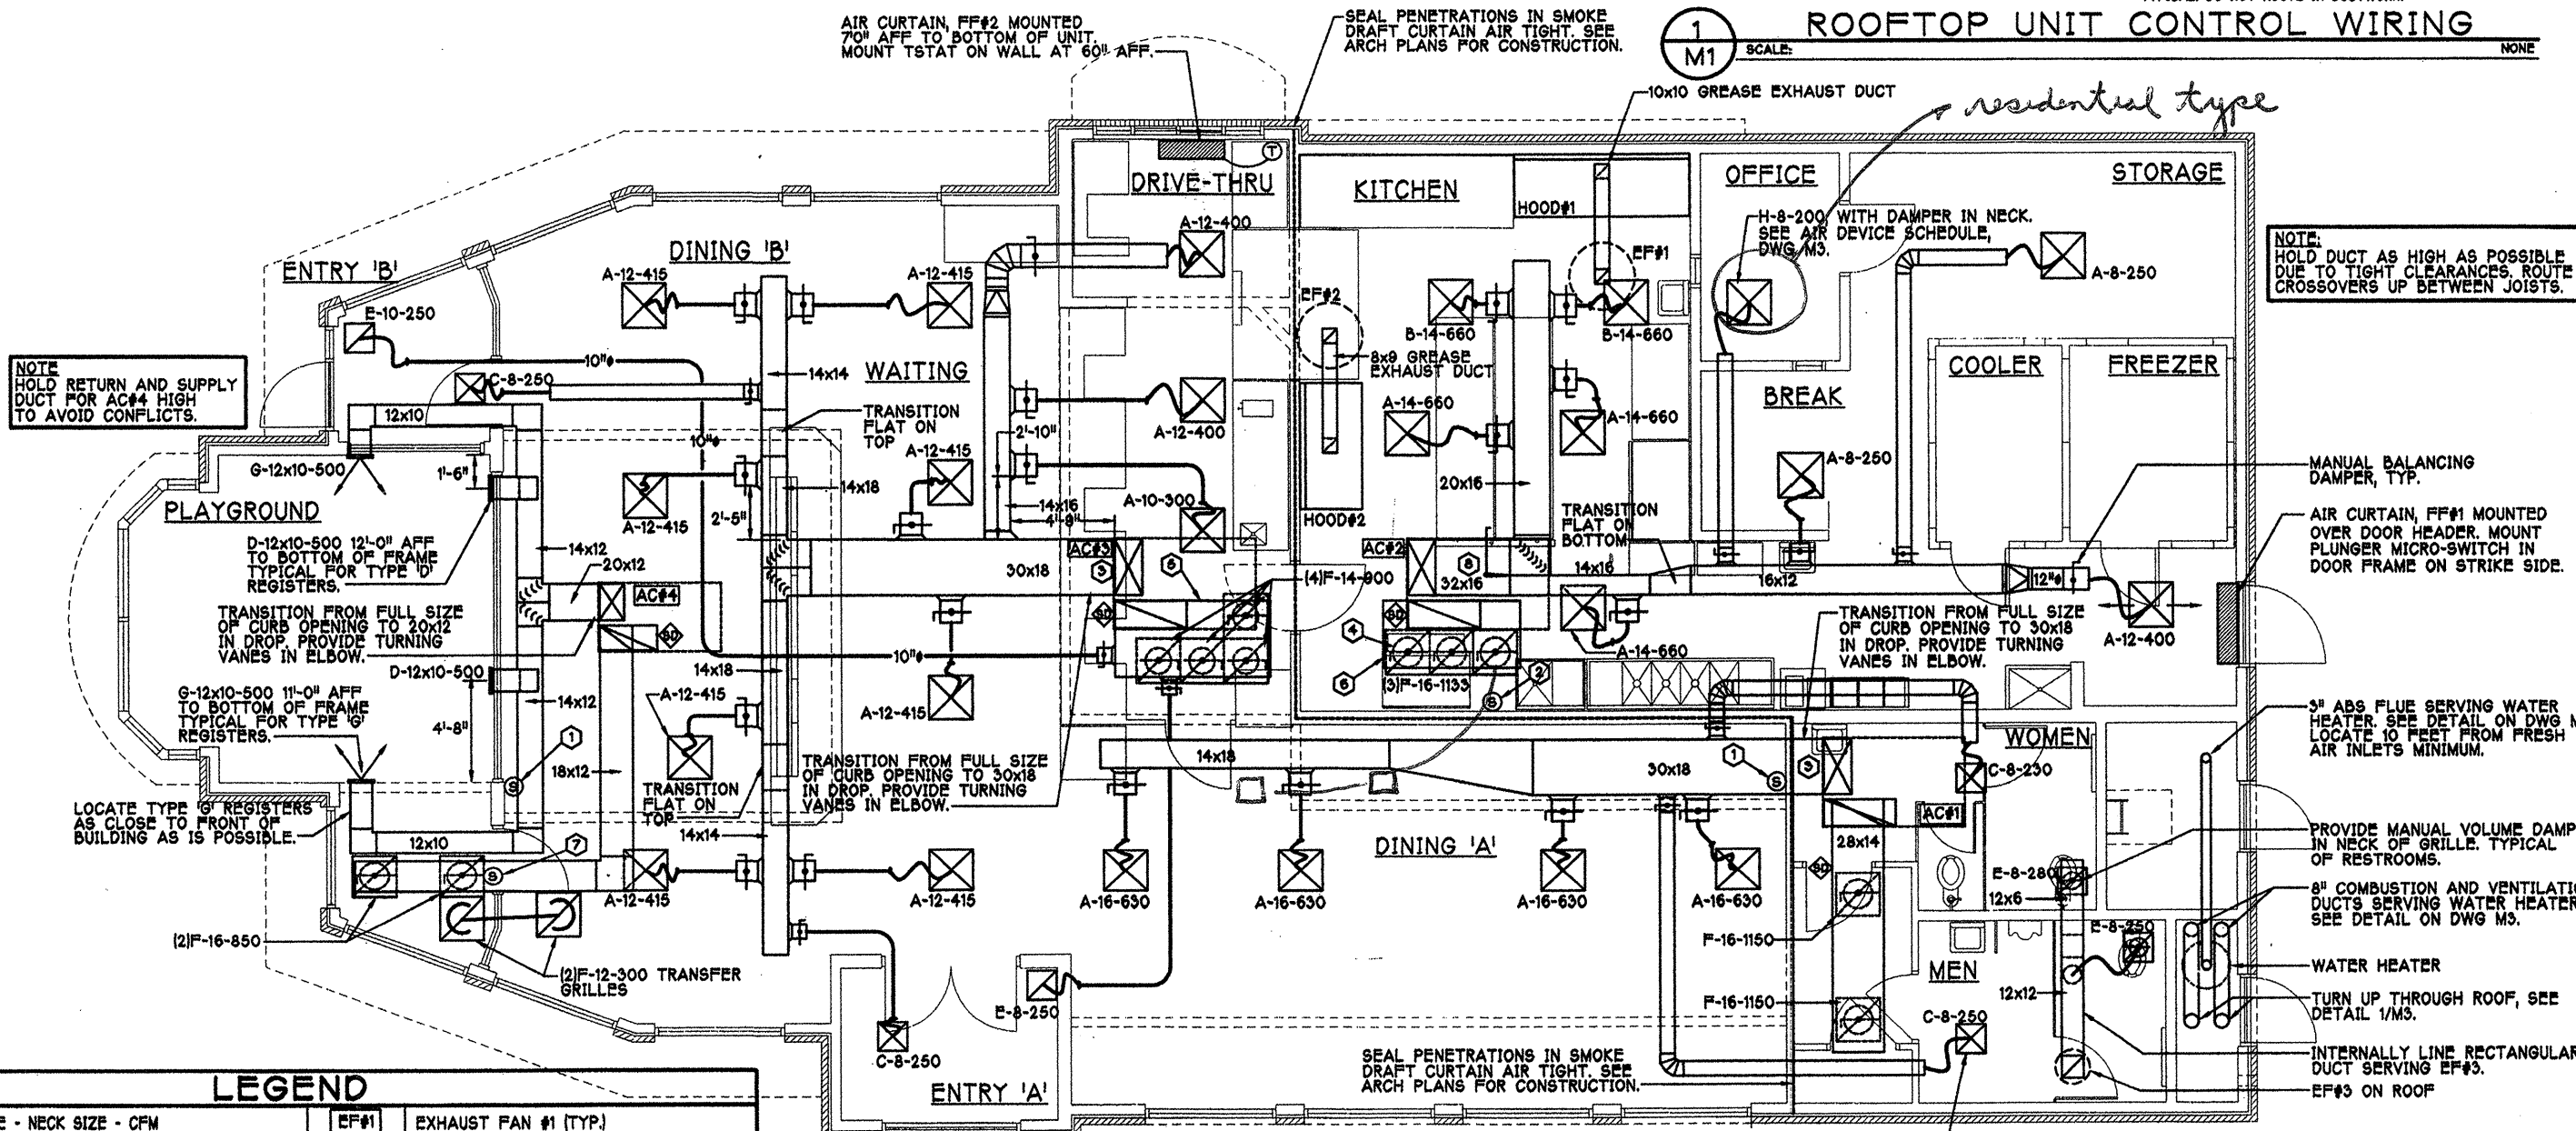 AIR CURTAIN, FF#2 MOUNTED
7'0" AFF TO BOTTOM OF UNIT.
MOUNT TSTAT ON WALL AT 60" AFF.
SEAL PENETRATIONS IN SMOKE
DRAFT CURTAIN AIR TIGHT. SEE
ARCH PLANS FOR CONSTRUCTION.
1
M1
ROOFTOP UNIT CONTROL WIRING
SCALE:
NONE
10x10 GREASE EXHAUST DUCT
residential type
T
DRIVE-THRU
KITCHEN
HOOD#1
OFFICE
STORAGE
H-8-200, WITH DAMPER IN NECK.
SEE AIR DEVICE SCHEDULE,
DWG M3.
A-12-400
NOTE:
HOLD DUCT AS HIGH AS POSSIBLE
DUE TO TIGHT CLEARANCES. ROUTE
CROSSOVERS UP BETWEEN JOISTS.
DINING 'B'
ENTRY 'B'
A-12-415
A-12-415
EF#1
A-8-250
EF#2
E-10-250
B-14-660
B-14-660
8x9 GREASE
EXHAUST DUCT
COOLER
FREEZER
NOTE
HOLD RETURN AND SUPPLY
DUCT FOR AC#4 HIGH
TO AVOID CONFLICTS.
10"ø
C-8-250
14x14
WAITING
12x10
BREAK
TRANSITION
FLAT ON
TOP
A-14-660
A-14-660
10"ø
2'-10"
A-12-400
G-12x10-500
1'-6"
A-12-415
A-8-250
MANUAL BALANCING
DAMPER, TYP.
14x18
20x16
PLAYGROUND
A-12-415
2'-5"
14x16
4'-9"
A-10-300
HOOD#2
TRANSITION
FLAT ON
BOTTOM
AIR CURTAIN, FF#1 MOUNTED
OVER DOOR HEADER. MOUNT
PLUNGER MICRO-SWITCH IN
DOOR FRAME ON STRIKE SIDE.
D-12x10-500 12'-0" AFF
TO BOTTOM OF FRAME
TYPICAL FOR TYPE 'D'
REGISTERS.
14x12
20x12
AC#3
AC#2
30x18
3
5
(4)F-14-900
32x16
8
14x16
16x12
12"ø
AC#4
TRANSITION FROM FULL SIZE
OF CURB OPENING TO 20x12
IN DROP. PROVIDE TURNING
VANES IN ELBOW.
SD
SD
SD
TRANSITION FROM FULL SIZE
OF CURB OPENING TO 30x18
IN DROP. PROVIDE TURNING
VANES IN ELBOW.
A-12-400
4
10"ø
A-14-660
D-12x10-500
14x18
6
(3)F-16-1133
2
S
G-12x10-500 11'-0" AFF
TO BOTTOM OF FRAME
TYPICAL FOR TYPE 'G'
REGISTERS.
14x12
A-12-415
A-12-415
4'-8"
3" ABS FLUE SERVING WATER
HEATER. SEE DETAIL ON DWG M
LOCATE 10 FEET FROM FRESH
AIR INLETS MINIMUM.
1
S
18x12
TRANSITION
FLAT ON
TOP
TRANSITION FROM FULL SIZE
OF CURB OPENING TO 30x18
IN DROP. PROVIDE TURNING
VANES IN ELBOW.
14x18
30x18
1
S
3
WOMEN
C-8-230
LOCATE TYPE 'G' REGISTERS
AS CLOSE TO FRONT OF
BUILDING AS IS POSSIBLE.
12x10
14x14
7
S
AC#1
28x14
DINING 'A'
SD
PROVIDE MANUAL VOLUME DAMP
IN NECK OF GRILLE. TYPICAL
OF RESTROOMS.
E-8-280
12x6
8" COMBUSTION AND VENTILATI
DUCTS SERVING WATER HEATER
SEE DETAIL ON DWG M3.
A-12-415
A-12-415
A-16-630
A-16-630
A-16-630
A-16-630
E-8-250
(2)F-16-850
F-16-1150
WATER HEATER
(2)F-12-300 TRANSFER
GRILLES
MEN
12x12
TURN UP THROUGH ROOF, SEE
DETAIL 1/M3.
E-8-250
F-16-1150
C-8-250
C-8-250
SEAL PENETRATIONS IN SMOKE
DRAFT CURTAIN AIR TIGHT. SEE
ARCH PLANS FOR CONSTRUCTION.
INTERNALLY LINE RECTANGULAR
DUCT SERVING EF#3.
EF#3 ON ROOF
ENTRY 'A'
LEGEND
E - NECK SIZE - CFM
EF#1
EXHAUST FAN #1 (TYP.)